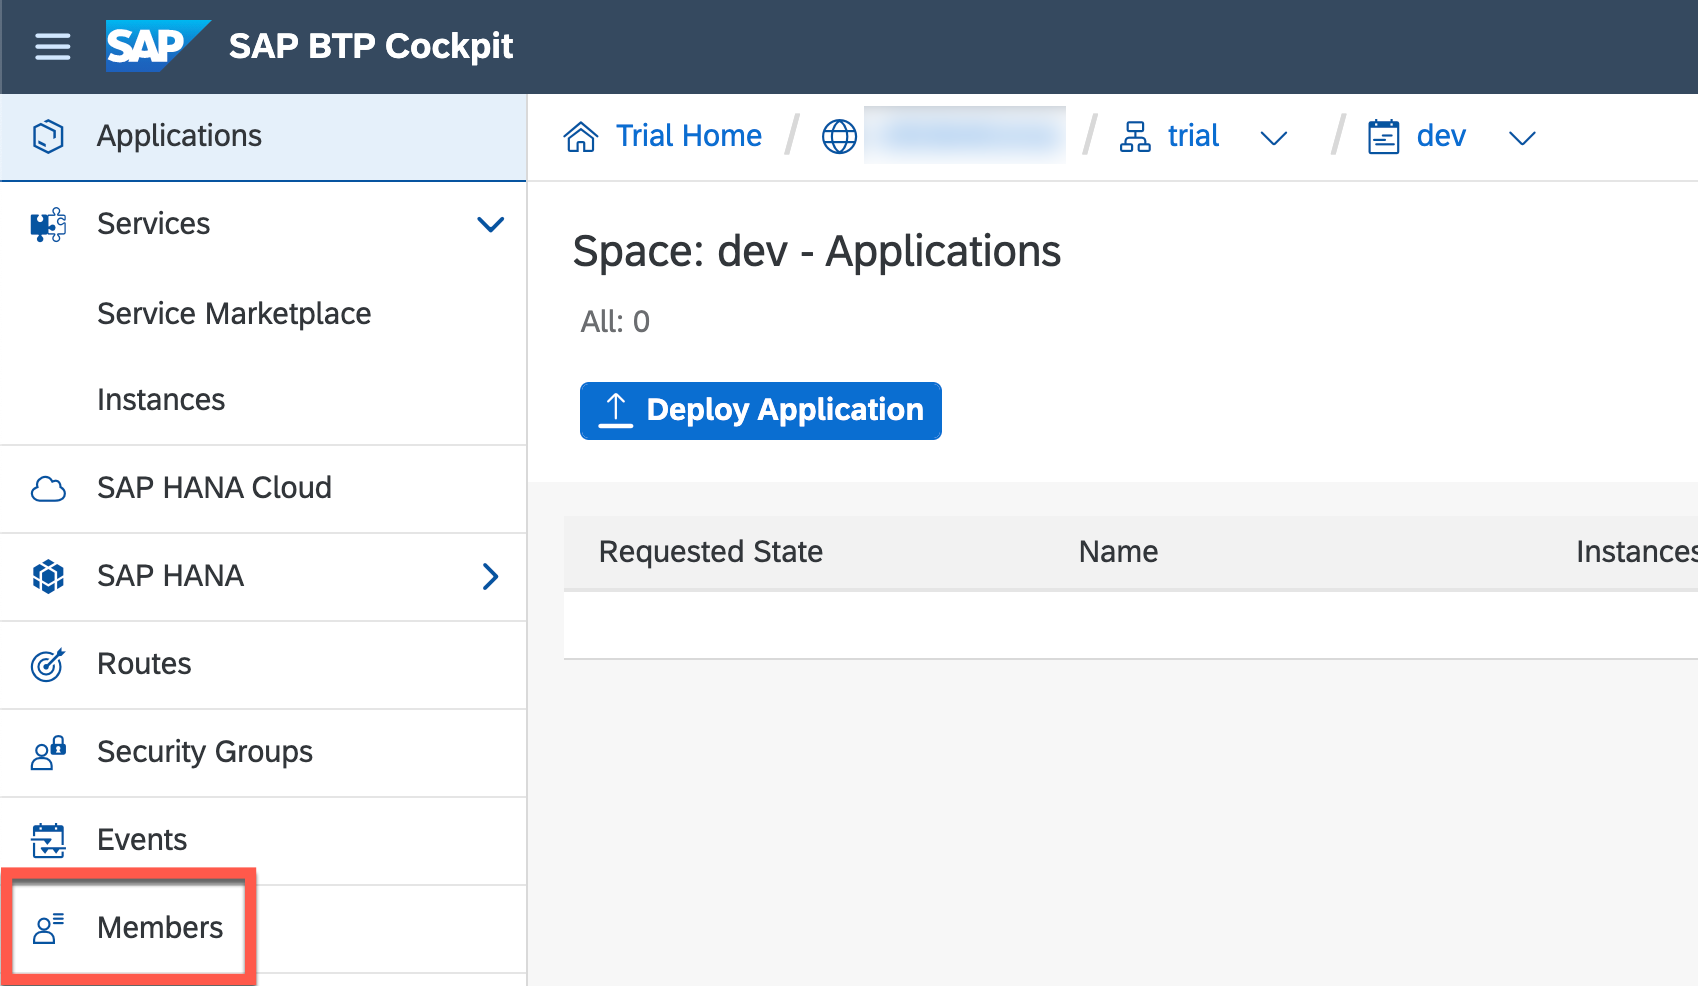 SAP SAP BTP Cockpit
Applications
Services
Service Marketplace
Instances
SAP HANA Cloud
SAP HANA
Routes
Security Groups
Events
Members
Trial Home / / trial / dev
Space: dev - Applications
All: 0
Deploy Application
Requested State Name Instances